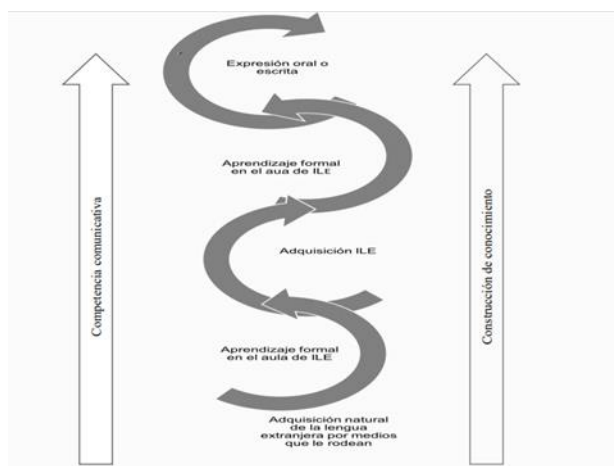 Expresión oral o
escrita
Aprendizaje formal
en el aua de ILE
Adquisición ILE
Aprendizaje formal
en el aula de ILE
Adquisición natural
de la lengua
extranjera por medios
que le rodean
Competencia comunicativa
Construcción de conocimiento